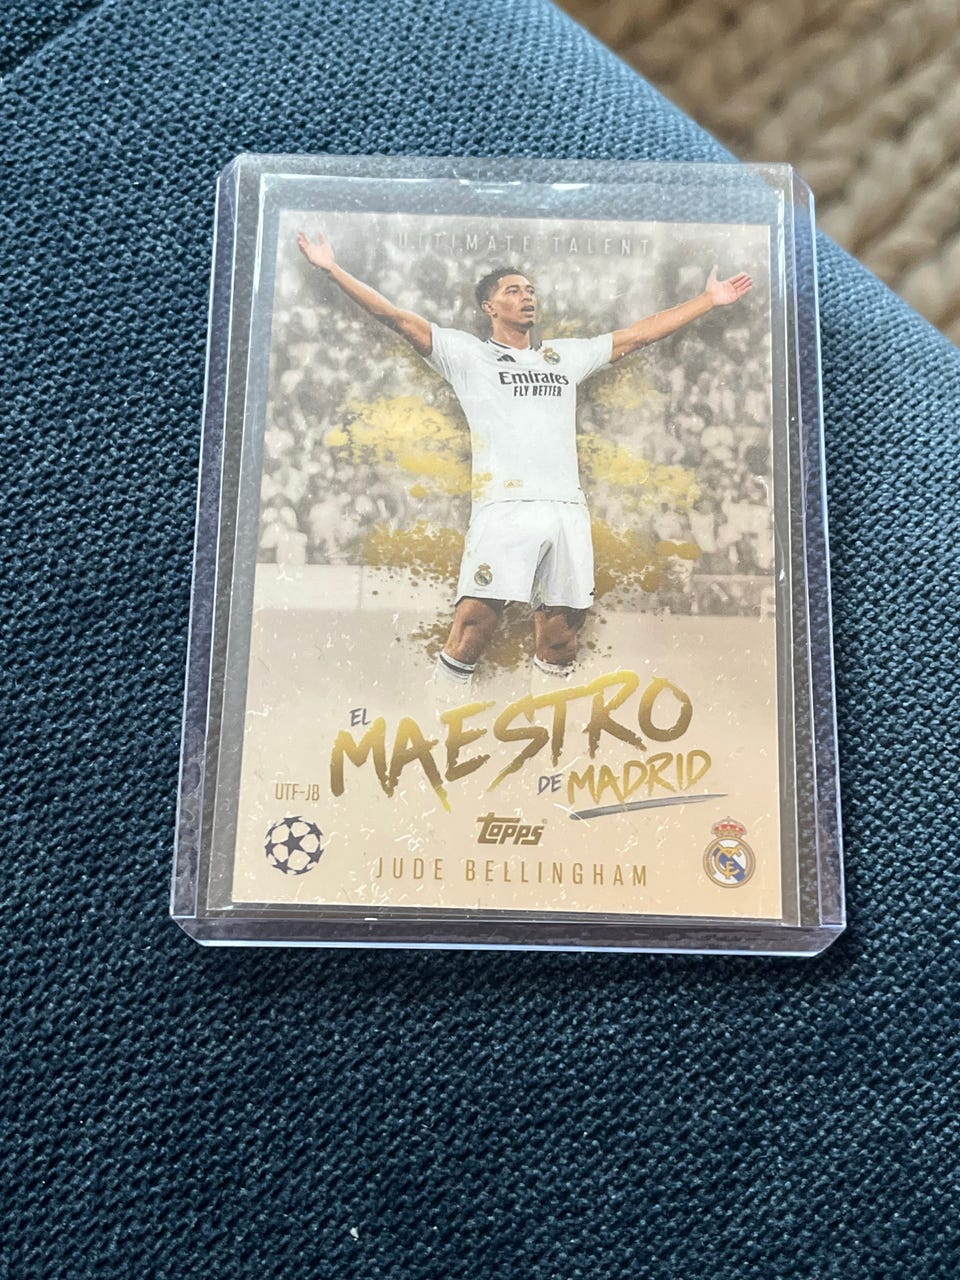 ULTIMATE TALENT
Emirates
FLY BETTER
EL
MAESTRO
DE MADRID
UTF-JB
Topps
JUDE BELLINGHAM